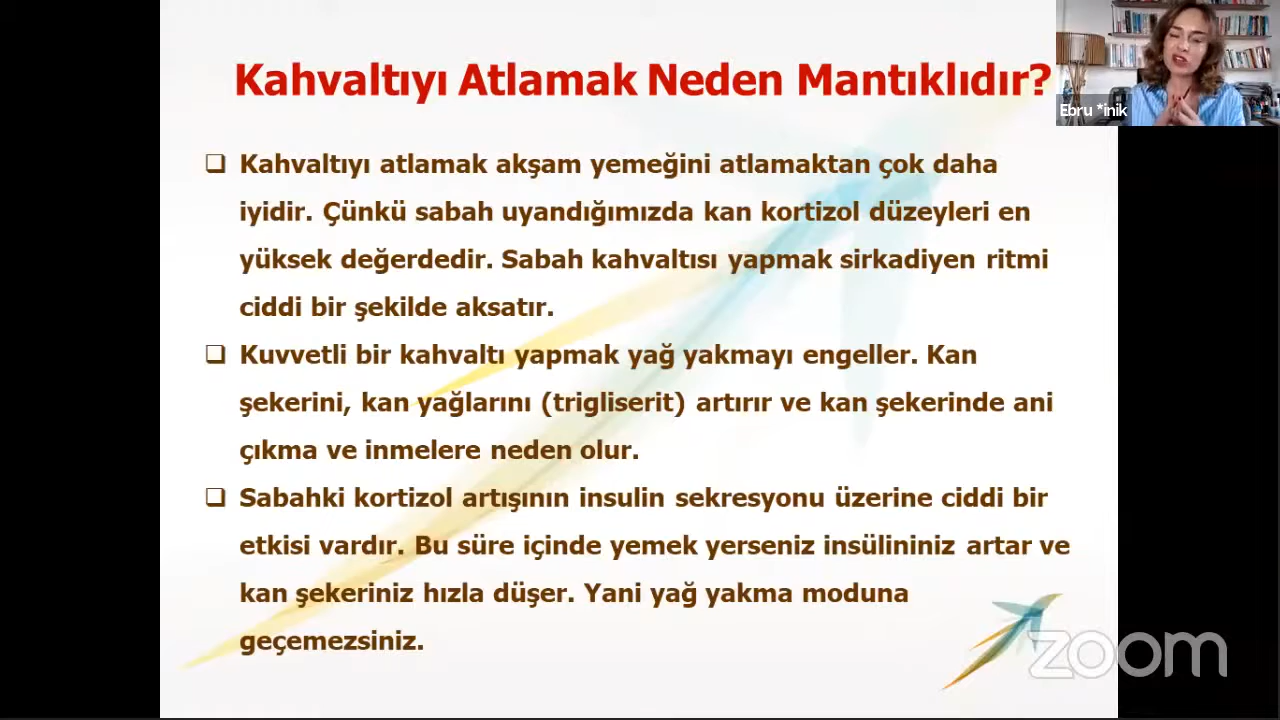 Kahvaltıyı Atlamak Neden Mantıklıdır?
Ebru *inik
❑ Kahvaltıyı atlamak akşam yemeğini atlamaktan çok daha
iyidir. Çünkü sabah uyandığımızda kan kortizol düzeyleri en
yüksek değerdedir. Sabah kahvaltısı yapmak sirkadiyen ritmi
ciddi bir şekilde aksatır.
❑ Kuvvetli bir kahvaltı yapmak yağ yakmayı engeller. Kan
şekerini, kan yağlarını (trigliserit) artırır ve kan şekerinde ani
çıkma ve inmelere neden olur.
❑ Sabahki kortizol artışının insulin sekresyonu üzerine ciddi bir
etkisi vardır. Bu süre içinde yemek yerseniz insülininiz artar ve
kan şekeriniz hızla düşer. Yani yağ yakma moduna
geçemezsiniz.
zoom